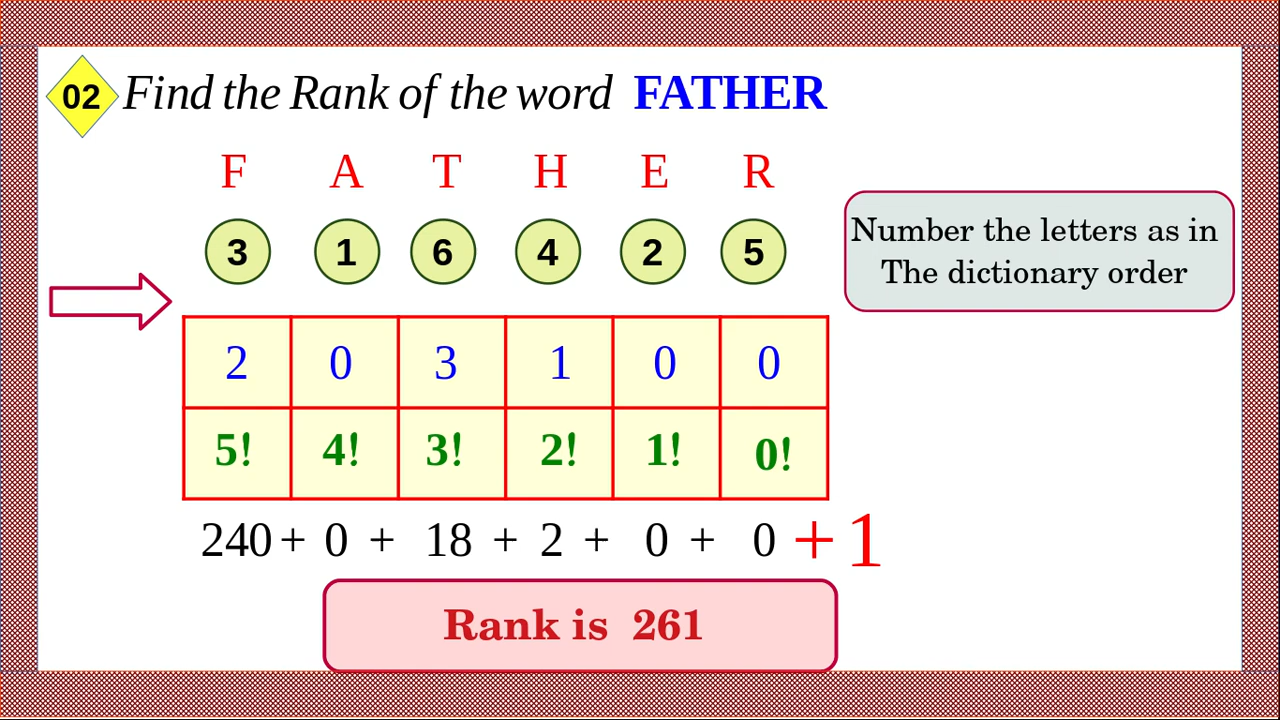 02 Find the Rank of the word FATHER
F A T H E R
3 1 6 4 2 5
Number the letters as in
The dictionary order
2 0 3 1 0 0
5! 4! 3! 2! 1! 0!
240 + 0 + 18 + 2 + 0 + 0 + 1
Rank is 261